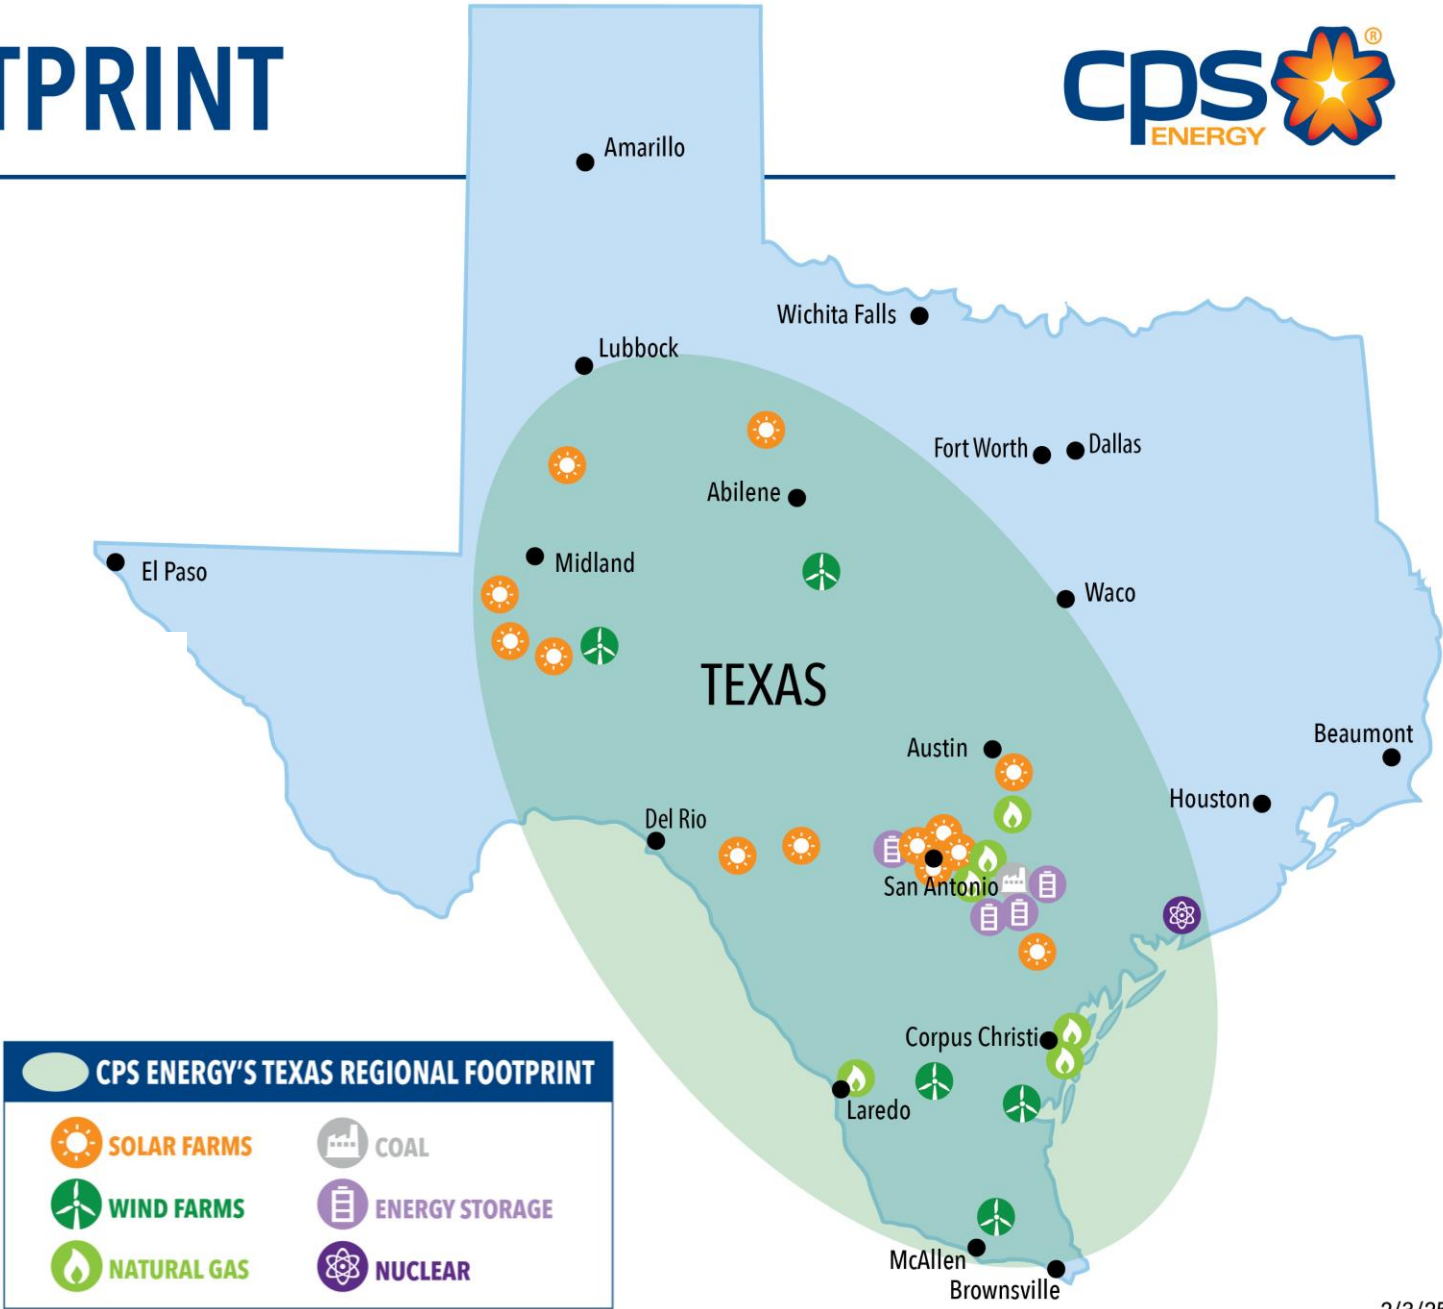 TPRINT
cps
ENERGY
®
Amarillo
Wichita Falls
Lubbock
Fort Worth
Dallas
Abilene
El Paso
Midland
Waco
TEXAS
Austin
Beaumont
Houston
Del Rio
San Antonio
Corpus Christi
Laredo
McAllen
Brownsville
CPS ENERGY'S TEXAS REGIONAL FOOTPRINT
SOLAR FARMS
COAL
WIND FARMS
ENERGY STORAGE
NATURAL GAS
NUCLEAR